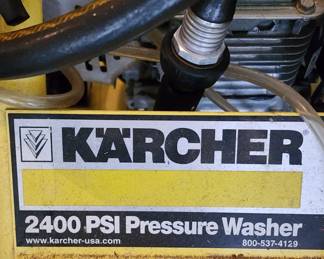 KÄRCHER®
2400 PSI Pressure Washer
www.karcher-usa.com 800-537-4129